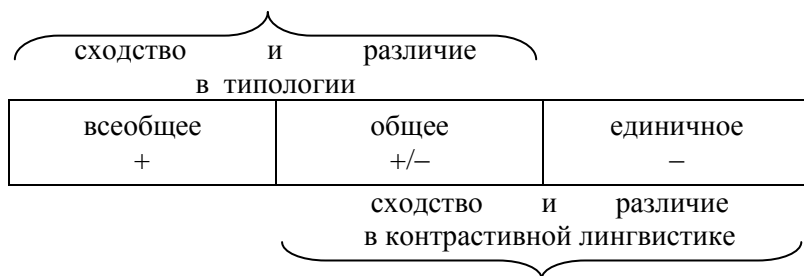 сходство и различие
в типологии
всеобщее общее единичное
+ +/– –
сходство и различие
в контрастивной лингвистике